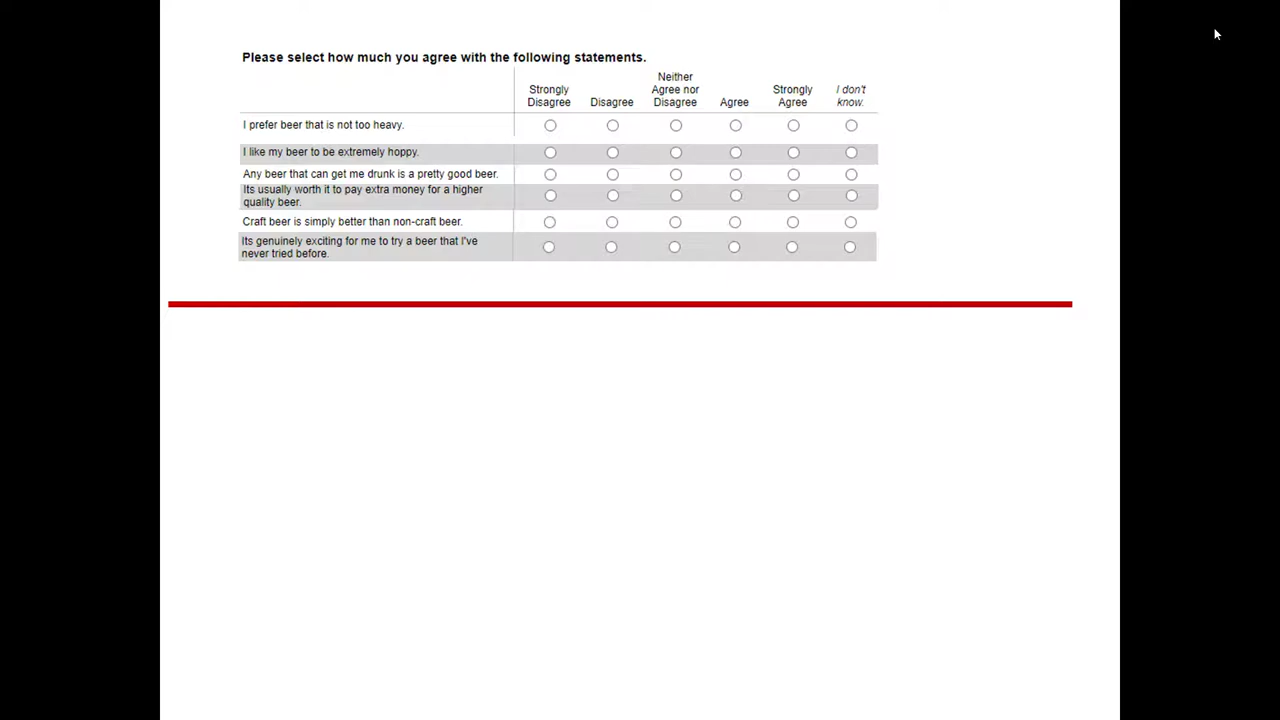 Please select how much you agree with the following statements.
Strongly Disagree
Disagree
Neither Agree nor Disagree
Agree
Strongly Agree
I don't know.
I prefer beer that is not too heavy.
I like my beer to be extremely hoppy.
Any beer that can get me drunk is a pretty good beer.
Its usually worth it to pay extra money for a higher
quality beer.
Craft beer is simply better than non-craft beer.
Its genuinely exciting for me to try a beer that I've
never tried before.